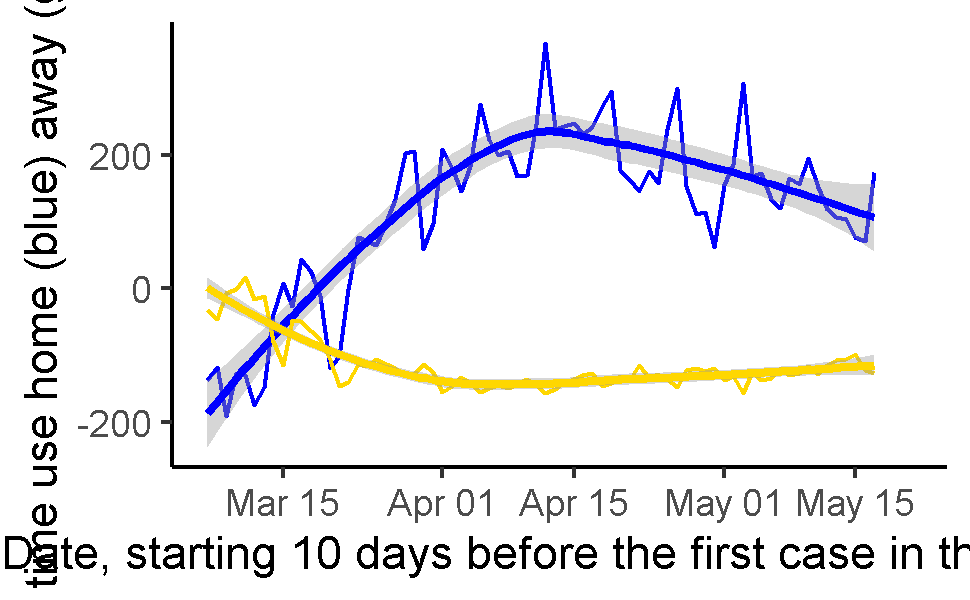 time use home (blue) away (
200
0
-200
Mar 15 Apr 01 Apr 15 May 01 May 15
Date, starting 10 days before the first case in th